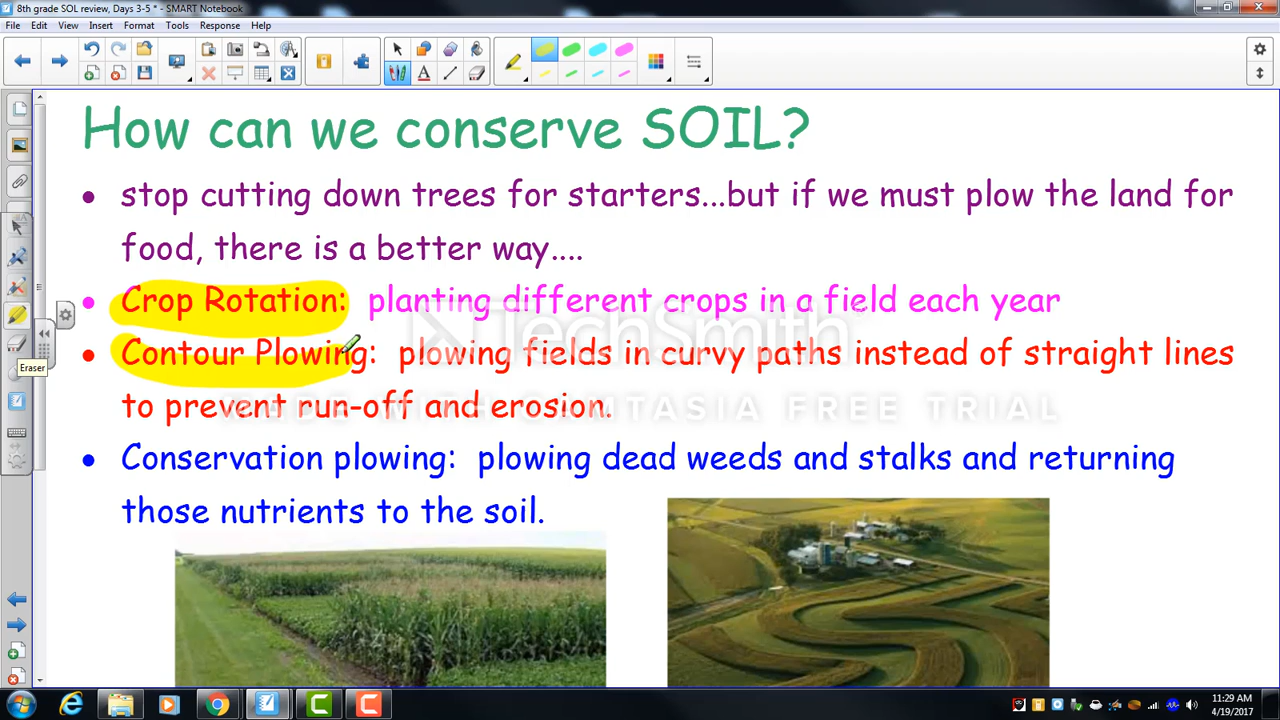 8th grade SOL review, Days 3-5 * - SMART Notebook
File Edit View Insert Format Tools Response Help
How can we conserve SOIL?
• stop cutting down trees for starters...but if we must plow the land for
food, there is a better way....
• Crop Rotation: planting different crops in a field each year
TechSmith
• Contour Plowing: plowing fields in curvy paths instead of straight lines
Eraser
to prevent run-off and erosion.
MADE WITH CAMTASIA FREE TRIAL
• Conservation plowing: plowing dead weeds and stalks and returning
those nutrients to the soil.
11:29 AM
4/19/2017